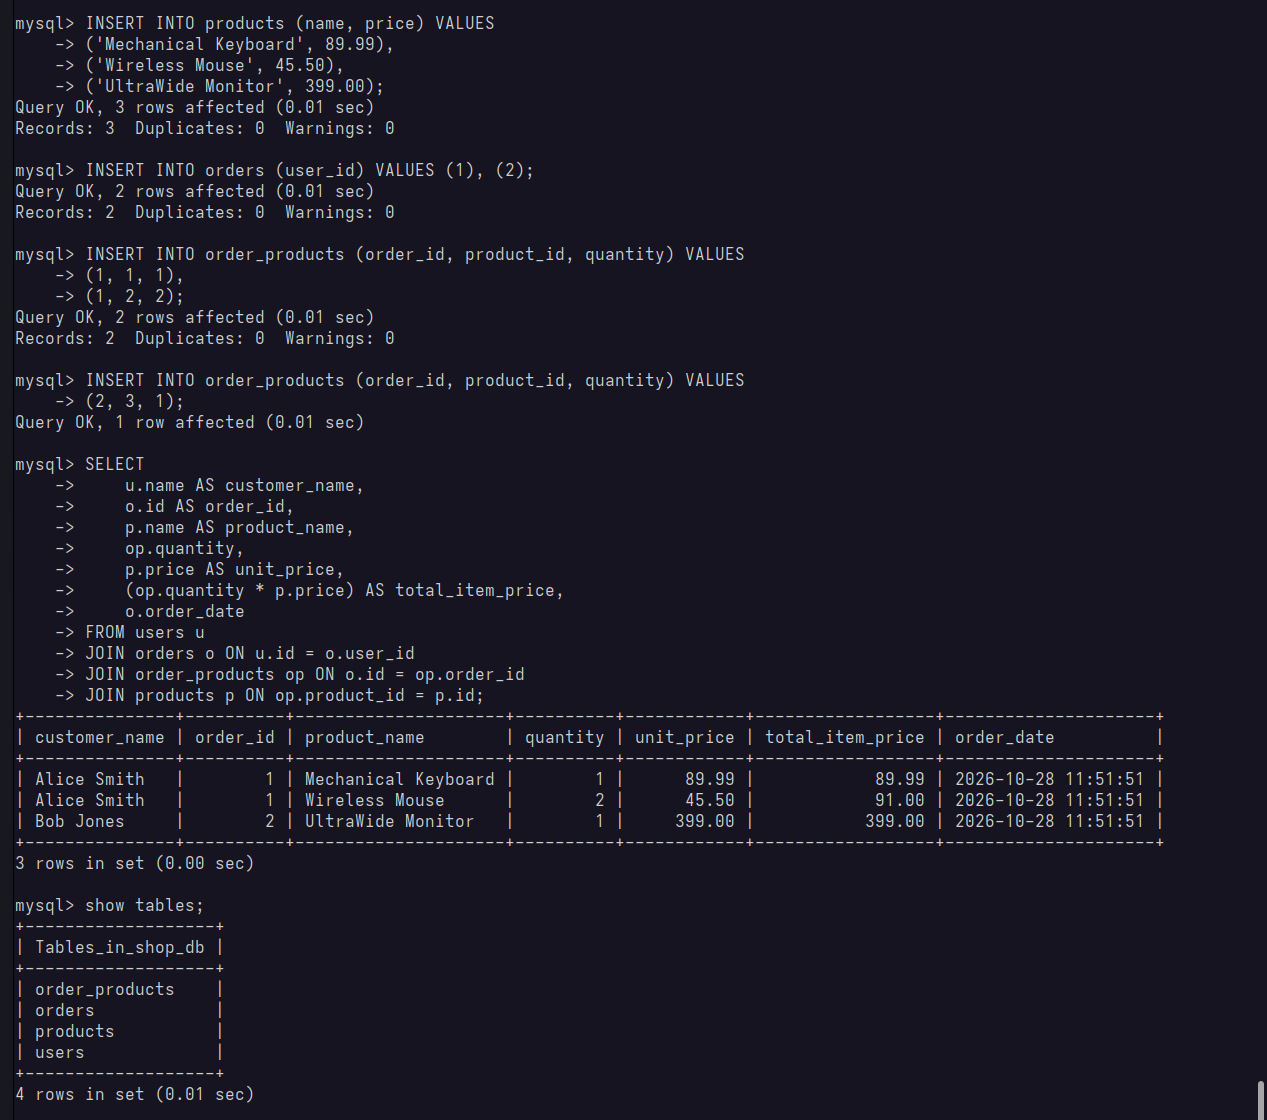 mysql> INSERT INTO products (name, price) VALUES
    -> ('Mechanical Keyboard', 89.99),
    -> ('Wireless Mouse', 45.50),
    -> ('UltraWide Monitor', 399.00);
Query OK, 3 rows affected (0.01 sec)
Records: 3  Duplicates: 0  Warnings: 0

mysql> INSERT INTO orders (user_id) VALUES (1), (2);
Query OK, 2 rows affected (0.01 sec)
Records: 2  Duplicates: 0  Warnings: 0

mysql> INSERT INTO order_products (order_id, product_id, quantity) VALUES
    -> (1, 1, 1),
    -> (1, 2, 2);
Query OK, 2 rows affected (0.01 sec)
Records: 2  Duplicates: 0  Warnings: 0

mysql> INSERT INTO order_products (order_id, product_id, quantity) VALUES
    -> (2, 3, 1);
Query OK, 1 row affected (0.01 sec)

mysql> SELECT
    ->     u.name AS customer_name,
    ->     o.id AS order_id,
    ->     p.name AS product_name,
    ->     op.quantity,
    ->     p.price AS unit_price,
    ->     (op.quantity * p.price) AS total_item_price,
    ->     o.order_date
    -> FROM users u
    -> JOIN orders o ON u.id = o.user_id
    -> JOIN order_products op ON o.id = op.order_id
    -> JOIN products p ON op.product_id = p.id;
+---------------+----------+---------------------+----------+------------+------------------+---------------------+
| customer_name | order_id | product_name        | quantity | unit_price | total_item_price | order_date          |
+---------------+----------+---------------------+----------+------------+------------------+---------------------+
| Alice Smith   |        1 | Mechanical Keyboard |        1 |      89.99 |            89.99 | 2026-10-28 11:51:51 |
| Alice Smith   |        1 | Wireless Mouse      |        2 |      45.50 |            91.00 | 2026-10-28 11:51:51 |
| Bob Jones     |        2 | UltraWide Monitor   |        1 |     399.00 |           399.00 | 2026-10-28 11:51:51 |
+---------------+----------+---------------------+----------+------------+------------------+---------------------+
3 rows in set (0.00 sec)

mysql> show tables;
+-------------------+
| Tables_in_shop_db |
+-------------------+
| order_products    |
| orders            |
| products          |
| users             |
+-------------------+
4 rows in set (0.01 sec)